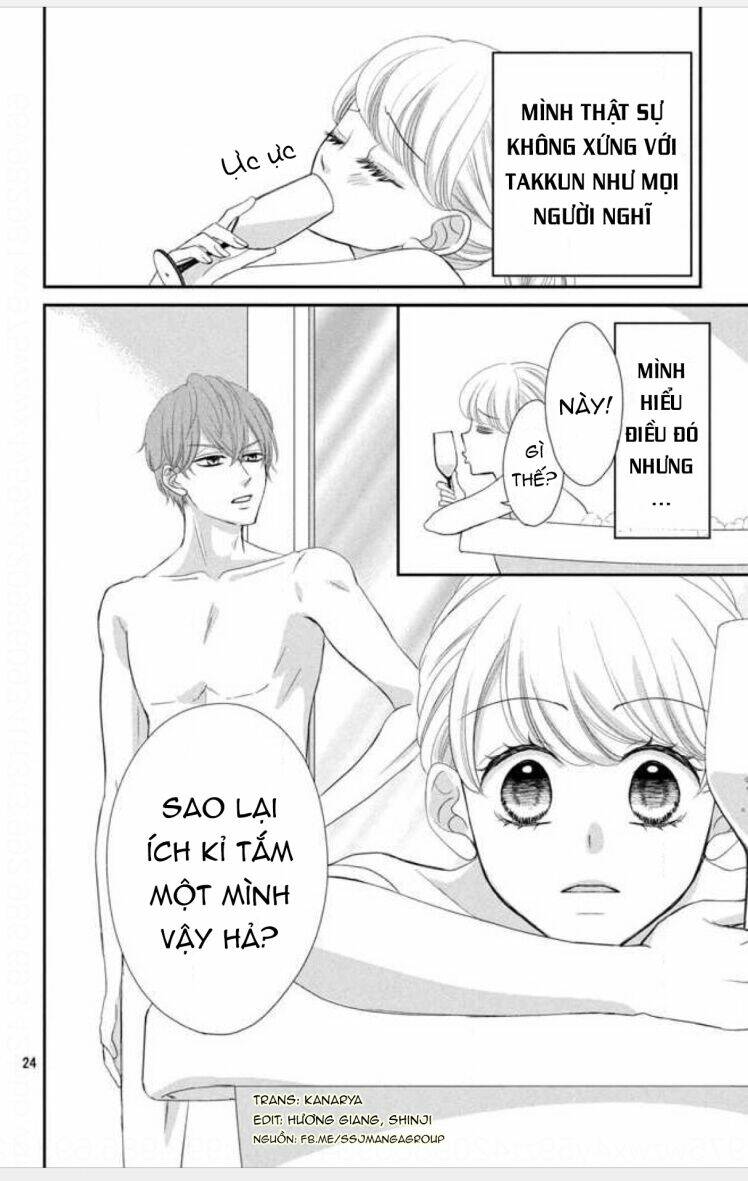 MÌNH THẬT SỰ
KHÔNG XỨNG VỚI
TAKKUN NHƯ MỌI
NGƯỜI NGHĨ
ỰC ỰC
MÌNH
HIỂU
ĐIỀU ĐÓ
NHƯNG
...
NÀY!
GÌ
THẾ?
SAO LẠI
ÍCH KỈ TẮM
MỘT MÌNH
VẬY HẢ?
24
TRANS: KANARYA
EDIT: HƯƠNG GIANG, SHINJI
NGUỒN: FB.ME/SSJMANGAGROUP